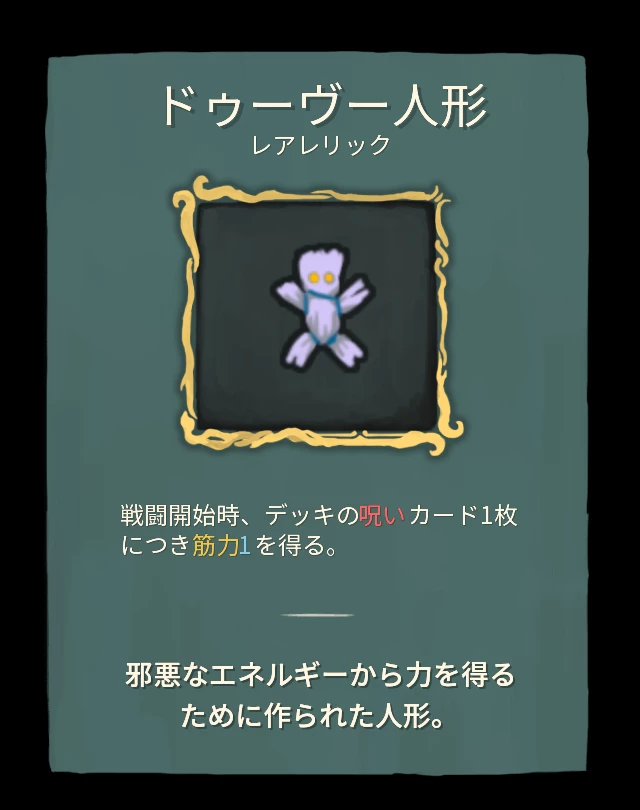 ドゥーヴー人形
レアレリック
戦闘開始時、デッキの呪いカード1枚
につき筋力1を得る。
邪悪なエネルギーから力を得る
ために作られた人形。